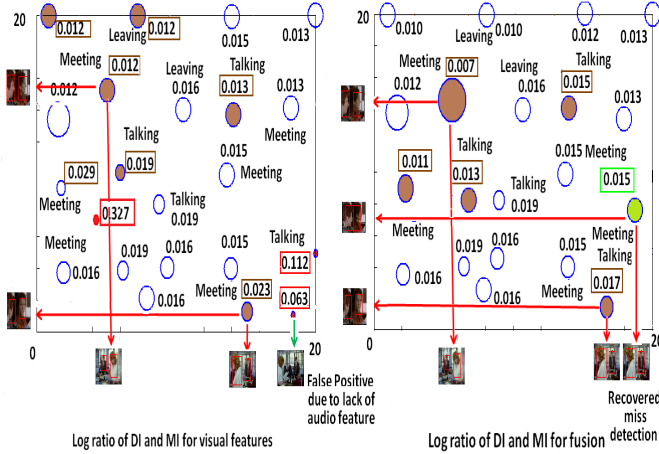 20
0.012
0.012
0.015
0.013
Leaving
Meeting
0.012
Leaving
0.016
Talking
0.013
0.013
0.012
Meeting
Talking
0.019
0.015
Meeting
0.029
Meeting
0.327
Talking
0.019
Meeting
0.016
0.019
0.016
0.015
Talking
0.112
0.016
Meeting
0.023
0.063
0
20
False Positive
due to lack of
audio feature
Log ratio of DI and MI for visual features
20
0.010
0.010
0.012
0.013
Leaving
Meeting
0.007
0.012
Leaving
0.016
Talking
0.015
0.013
0.011
Talking
0.013
0.015
Meeting
0.015
Talking
0.019
Meeting
Meeting
0.016
0.019
0.016
0.015
Talking
0.017
0.016
Meeting
0
20
Recovered
miss
detection
Log ratio of DI and MI for fusion